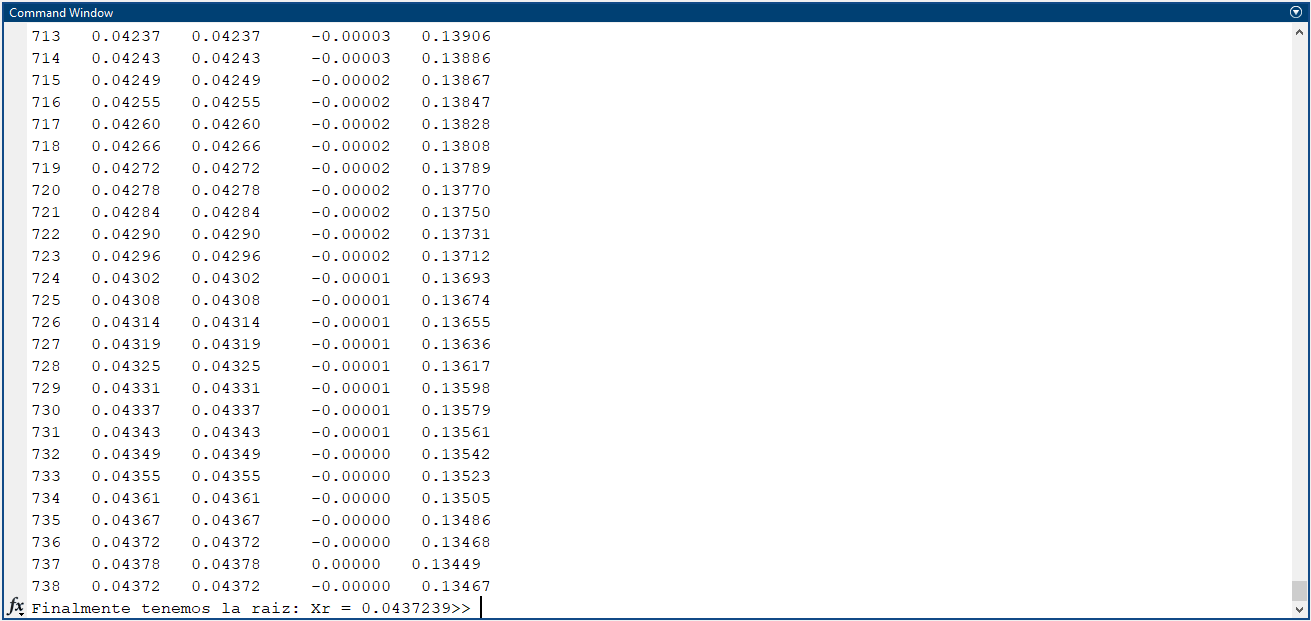 Command Window
713 0.04237 0.04237 -0.00003 0.13906
714 0.04243 0.04243 -0.00003 0.13886
715 0.04249 0.04249 -0.00002 0.13867
716 0.04255 0.04255 -0.00002 0.13847
717 0.04260 0.04260 -0.00002 0.13828
718 0.04266 0.04266 -0.00002 0.13808
719 0.04272 0.04272 -0.00002 0.13789
720 0.04278 0.04278 -0.00002 0.13770
721 0.04284 0.04284 -0.00002 0.13750
722 0.04290 0.04290 -0.00002 0.13731
723 0.04296 0.04296 -0.00002 0.13712
724 0.04302 0.04302 -0.00001 0.13693
725 0.04308 0.04308 -0.00001 0.13674
726 0.04314 0.04314 -0.00001 0.13655
727 0.04319 0.04319 -0.00001 0.13636
728 0.04325 0.04325 -0.00001 0.13617
729 0.04331 0.04331 -0.00001 0.13598
730 0.04337 0.04337 -0.00001 0.13579
731 0.04343 0.04343 -0.00001 0.13561
732 0.04349 0.04349 -0.00000 0.13542
733 0.04355 0.04355 -0.00000 0.13523
734 0.04361 0.04361 -0.00000 0.13505
735 0.04367 0.04367 -0.00000 0.13486
736 0.04372 0.04372 -0.00000 0.13468
737 0.04378 0.04378 0.00000 0.13449
738 0.04372 0.04372 -0.00000 0.13467
fx Finalmente tenemos la raiz: Xr = 0.0437239>>